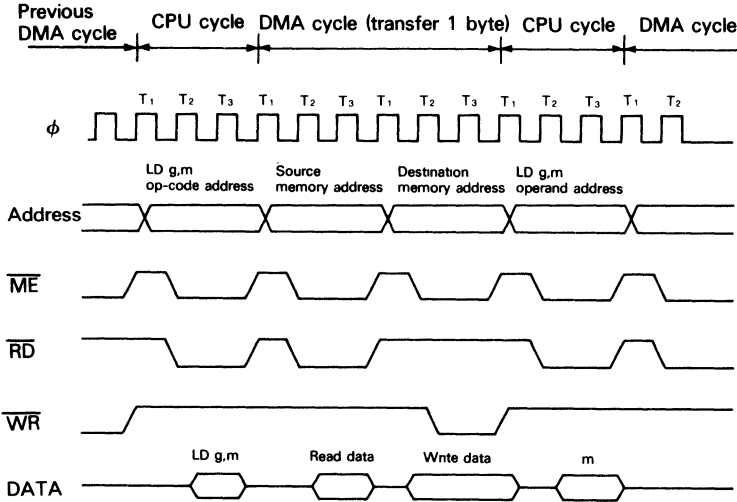 Previous
DMA cycle
CPU cycle
DMA cycle (transfer 1 byte)
CPU cycle
DMA cycle
T1 T2 T3 T1 T2 T3 T1 T2 T3 T1 T2 T3 T1 T2
ϕ
LD g,m
op-code address
Source
memory address
Destination
memory address
LD g,m
operand address
Address
ME
RD
WR
LD g,m
Read data
Wnte data
m
DATA